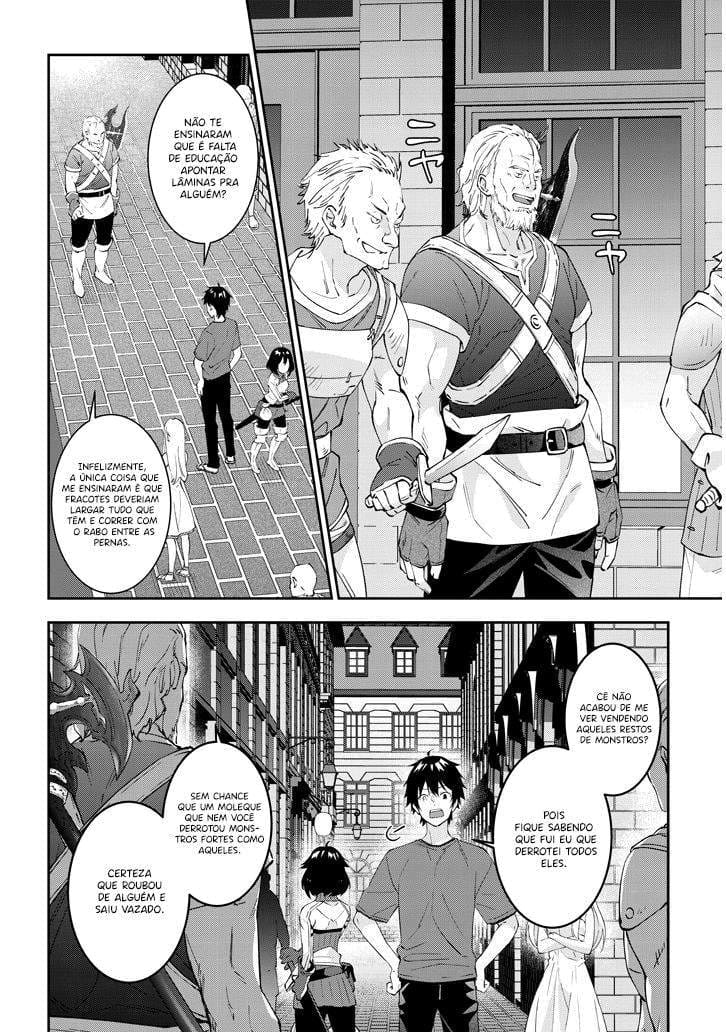 ニヤ
ニヤ
NÃO TE
ENSINARAM
QUE É FALTA
DE EDUCAÇÃO
APONTAR
LÂMINAS PRA
ALGUÉM?
INFELIZMENTE,
A ÚNICA COISA QUE
ME ENSINARAM É QUE
FRACOTES DEVERIAM
LARGAR TUDO QUE
TÊM E CORRER COM
O RABO ENTRE AS
PERNAS.
CÊ NÃO
ACABOU DE ME
VER VENDENDO
AQUELES RESTOS
DE MONSTROS?
POIS
FIQUE SABENDO
QUE FUI EU QUE
DERROTEI TODOS
ELES.
SEM CHANCE
QUE UM MOLEQUE
QUE NEM VOCÊ
DERROTOU MONS-
TROS FORTES COMO
AQUELES.
CERTEZA
QUE ROUBOU
DE ALGUÉM E
SAIU VAZADO.